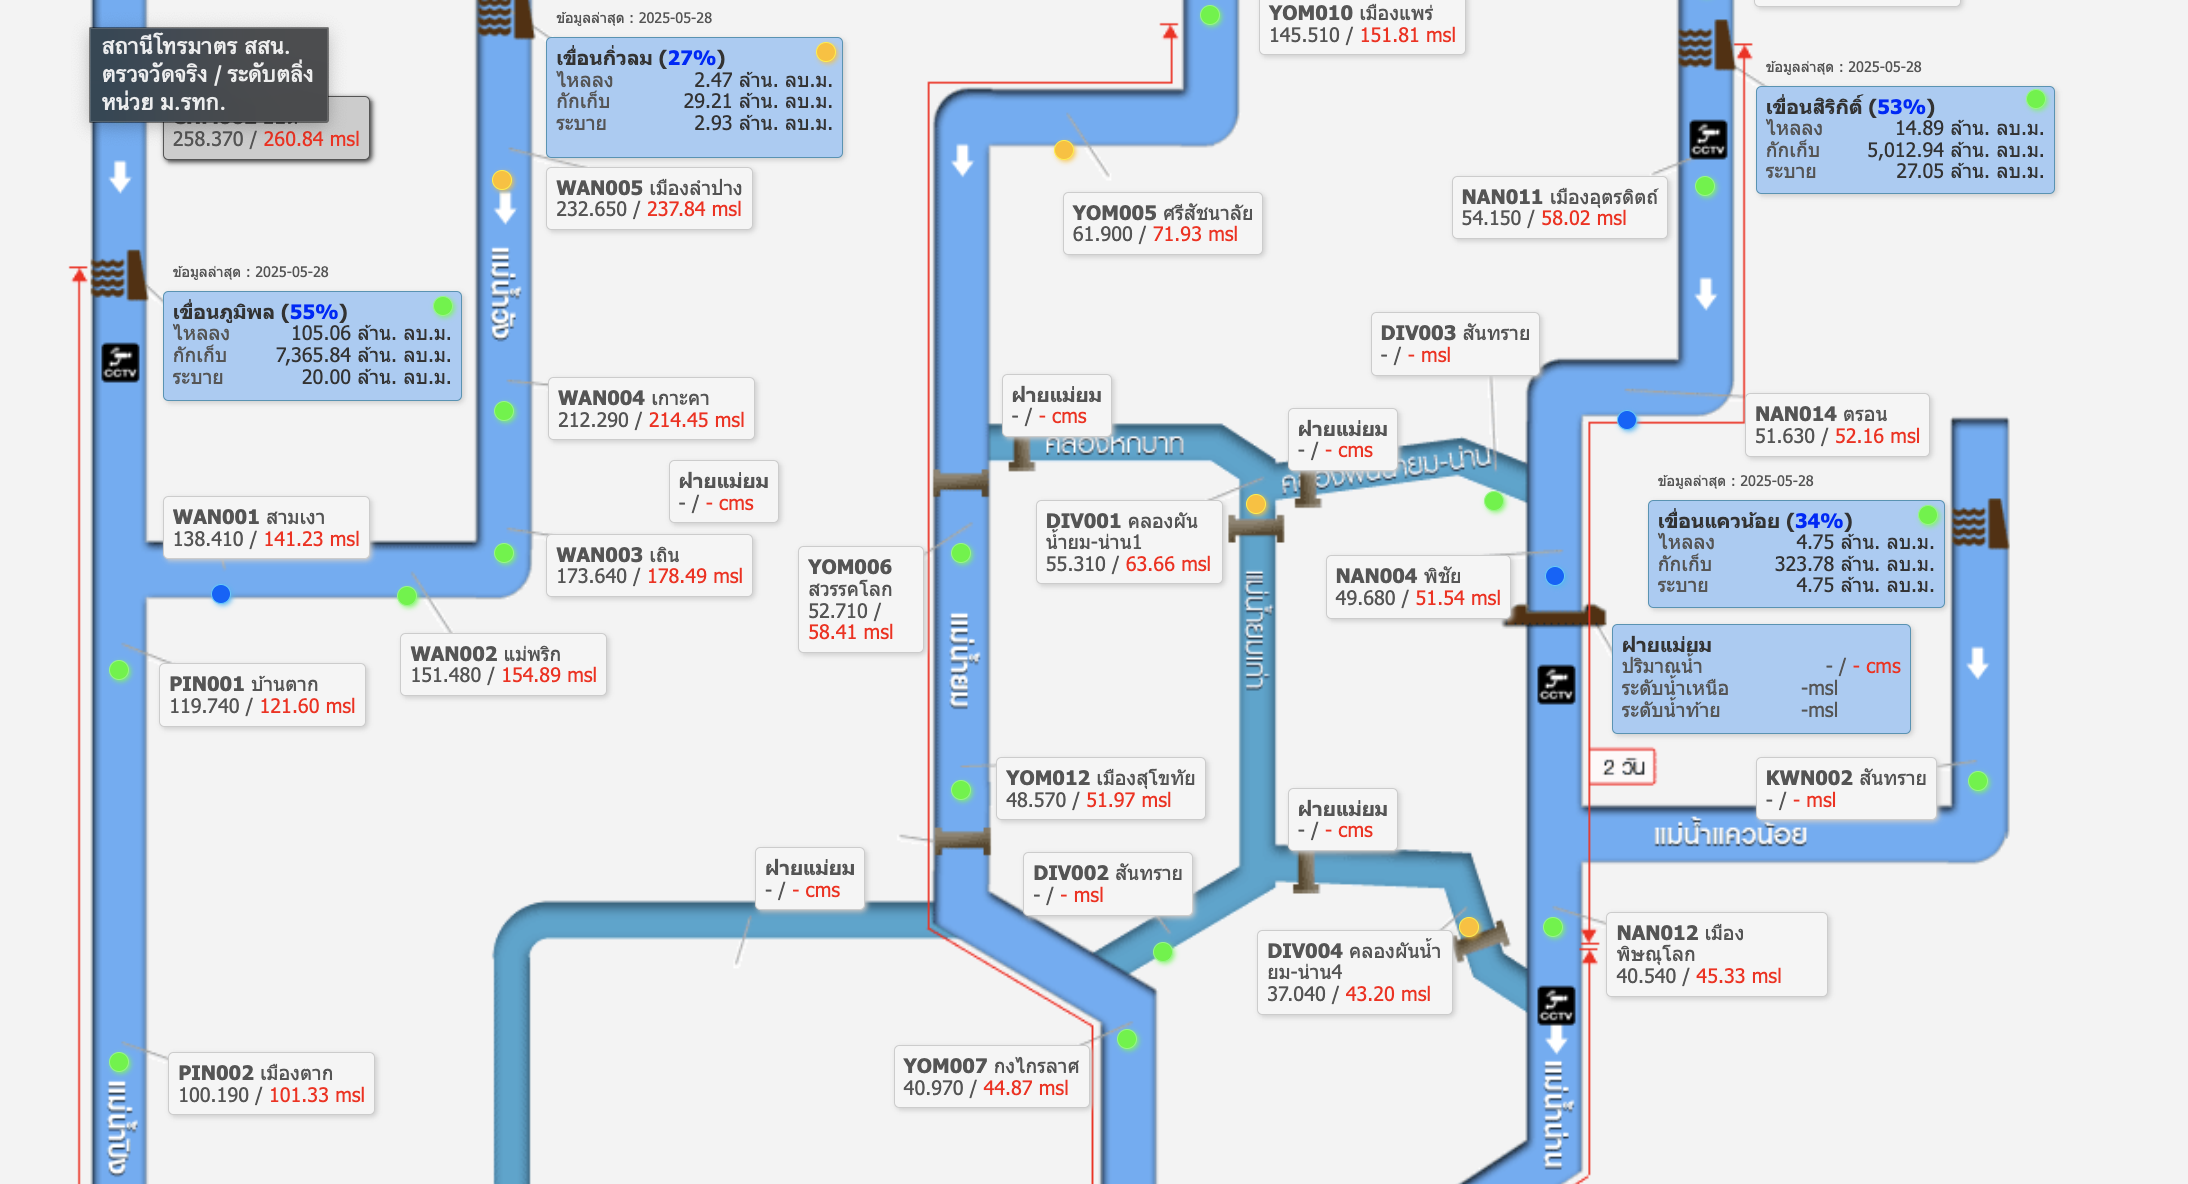 สถานีโทรมาตร สสน.
ตรวจวัดจริง / ระดับตลิ่ง
หน่วย ม.รทก.
258.370 / 260.84 msl
ข้อมูลล่าสุด : 2025-05-28
เขื่อนกิ่วลม (27%)
ไหลลง 2.47 ล้าน. ลบ.ม.
กักเก็บ 29.21 ล้าน. ลบ.ม.
ระบาย 2.93 ล้าน. ลบ.ม.
WAN005 เมืองลำปาง
232.650 / 237.84 msl
แม่น้ำวัง
YOM010 เมืองแพร่
145.510 / 151.81 msl
ข้อมูลล่าสุด : 2025-05-28
เขื่อนสิริกิติ์ (53%)
ไหลลง 14.89 ล้าน. ลบ.ม.
กักเก็บ 5,012.94 ล้าน. ลบ.ม.
ระบาย 27.05 ล้าน. ลบ.ม.
CCTV
NAN011 เมืองอุตรดิตถ์
54.150 / 58.02 msl
YOM005 ศรีสัชนาลัย
61.900 / 71.93 msl
ข้อมูลล่าสุด : 2025-05-28
เขื่อนภูมิพล (55%)
ไหลลง 105.06 ล้าน. ลบ.ม.
กักเก็บ 7,365.84 ล้าน. ลบ.ม.
ระบาย 20.00 ล้าน. ลบ.ม.
CCTV
DIV003 สันทราย
- / - msl
WAN004 เกาะคา
212.290 / 214.45 msl
ฝายแม่ยม
- / - cms
คลองหกบาท
ฝายแม่ยม
- / - cms
NAN014 ตรอน
51.630 / 52.16 msl
ฝายแม่ยม
- / - cms
WAN001 สามเงา
138.410 / 141.23 msl
WAN003 เถิน
173.640 / 178.49 msl
YOM006
สวรรคโลก
52.710 /
58.41 msl
DIV001 คลองผัน
น้ำยม-น่าน1
55.310 / 63.66 msl
NAN004 พิชัย
49.680 / 51.54 msl
ข้อมูลล่าสุด : 2025-05-28
เขื่อนแควน้อย (34%)
ไหลลง 4.75 ล้าน. ลบ.ม.
กักเก็บ 323.78 ล้าน. ลบ.ม.
ระบาย 4.75 ล้าน. ลบ.ม.
ฝายแม่ยม
ปริมาณน้ำ - / - cms
ระดับน้ำเหนือ -msl
ระดับน้ำท้าย -msl
CCTV
WAN002 แม่พริก
151.480 / 154.89 msl
PIN001 บ้านตาก
119.740 / 121.60 msl
แม่น้ำยม
แม่น้ำยมเก่า
2 วัน
YOM012 เมืองสุโขทัย
48.570 / 51.97 msl
ฝายแม่ยม
- / - cms
KWN002 สันทราย
- / - msl
แม่น้ำแควน้อย
ฝายแม่ยม
- / - cms
DIV002 สันทราย
- / - msl
DIV004 คลองผันน้ำ
ยม-น่าน4
37.040 / 43.20 msl
NAN012 เมือง
พิษณุโลก
40.540 / 45.33 msl
CCTV
YOM007 กงไกรลาศ
40.970 / 44.87 msl
PIN002 เมืองตาก
100.190 / 101.33 msl
แม่น้ำปิง
แม่น้ำน่าน